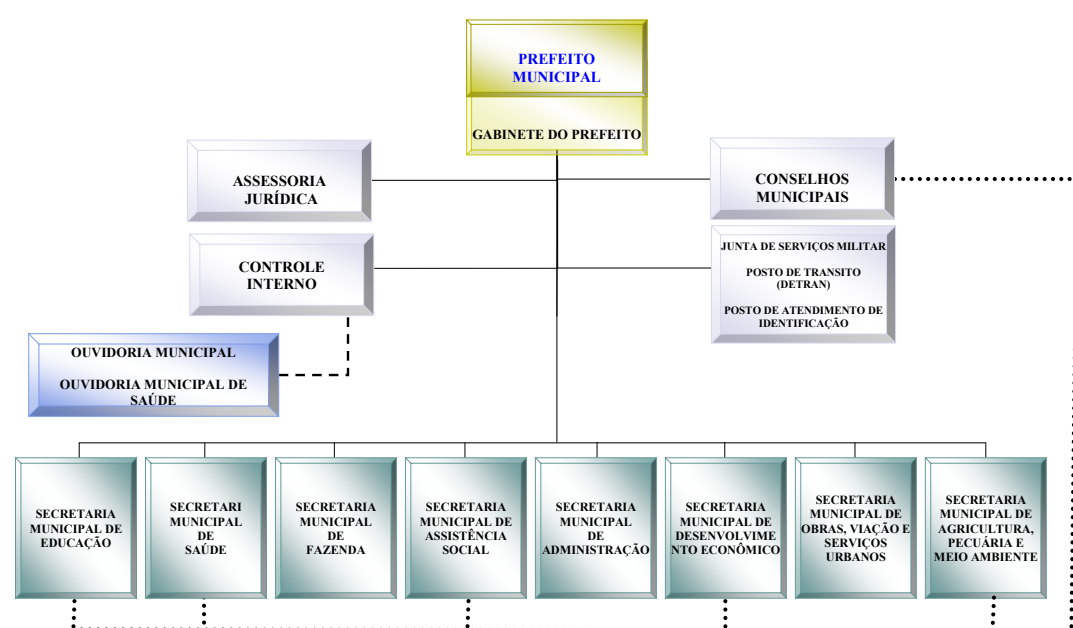 PREFEITO
MUNICIPAL
GABINETE DO PREFEITO
ASSESSORIA
JURÍDICA
CONSELHOS
MUNICIPAIS
CONTROLE
INTERNO
JUNTA DE SERVIÇOS MILITAR
POSTO DE TRANSITO
(DETRAN)
POSTO DE ATENDIMENTO DE
IDENTIFICAÇÃO
OUVIDORIA MUNICIPAL
OUVIDORIA MUNICIPAL DE
SAÚDE
SECRETARIA
MUNICIPAL DE
EDUCAÇÃO
SECRETARI
MUNICIPAL
DE
SAÚDE
SECRETARIA
MUNICIPAL
DE
FAZENDA
SECRETARIA
MUNICIPAL DE
ASSISTÊNCIA
SOCIAL
SECRETARIA
MUNICIPAL
DE
ADMINISTRAÇÃO
SECRETARIA
MUNICIPAL DE
DESENVOLVIME
NTO ECONÔMICO
SECRETARIA
MUNICIPAL DE
OBRAS, VIAÇÃO E
SERVIÇOS
URBANOS
SECRETARIA
MUNICIPAL DE
AGRICULTURA,
PECUÁRIA E
MEIO AMBIENTE